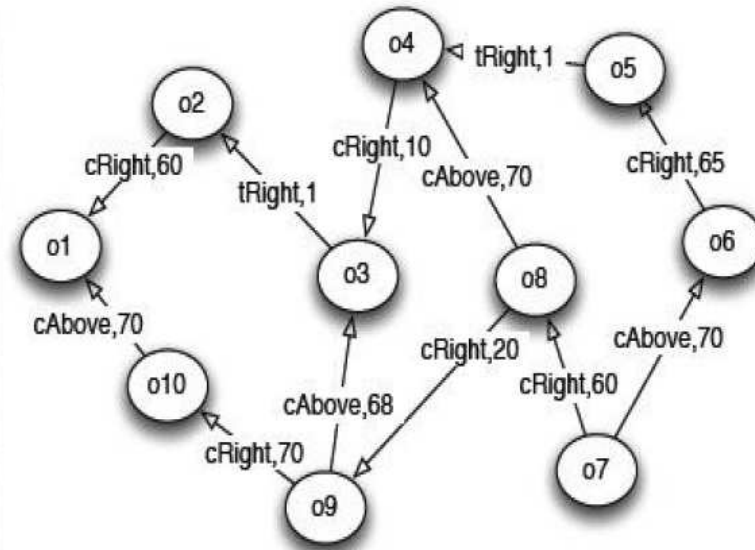 o4
tRight,1
o5
o2
cRight,60
cRight,10
cAbove,70
cRight,65
tRight,1
o1
o3
o8
o6
cAbove,70
cRight,20
cAbove,70
o10
cAbove,68
cRight,60
cRight,70
o7
o9